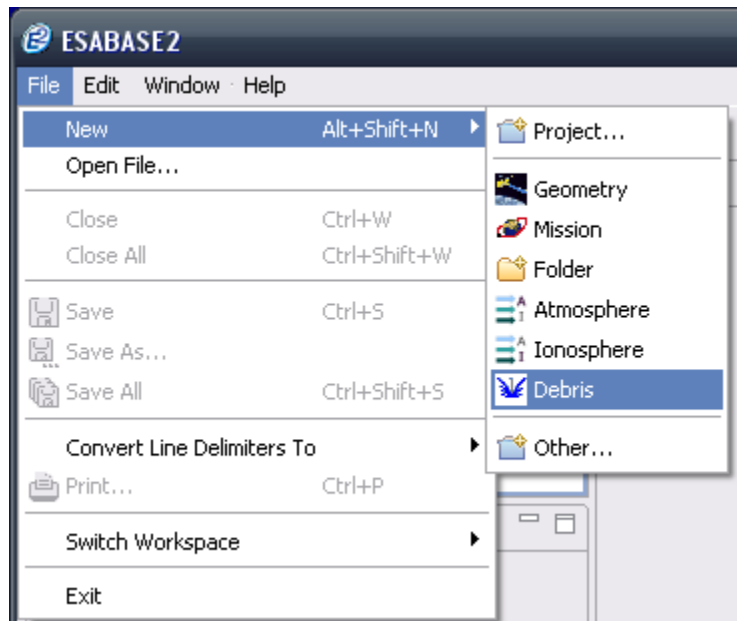 ESABASE2
File Edit Window Help
New Alt+Shift+N
Open File...
Close Ctrl+W
Close All Ctrl+Shift+W
Save Ctrl+S
Save As...
Save All Ctrl+Shift+S
Convert Line Delimiters To
Print... Ctrl+P
Switch Workspace
Exit
Project...
Geometry
Mission
Folder
Atmosphere
Ionosphere
Debris
Other...